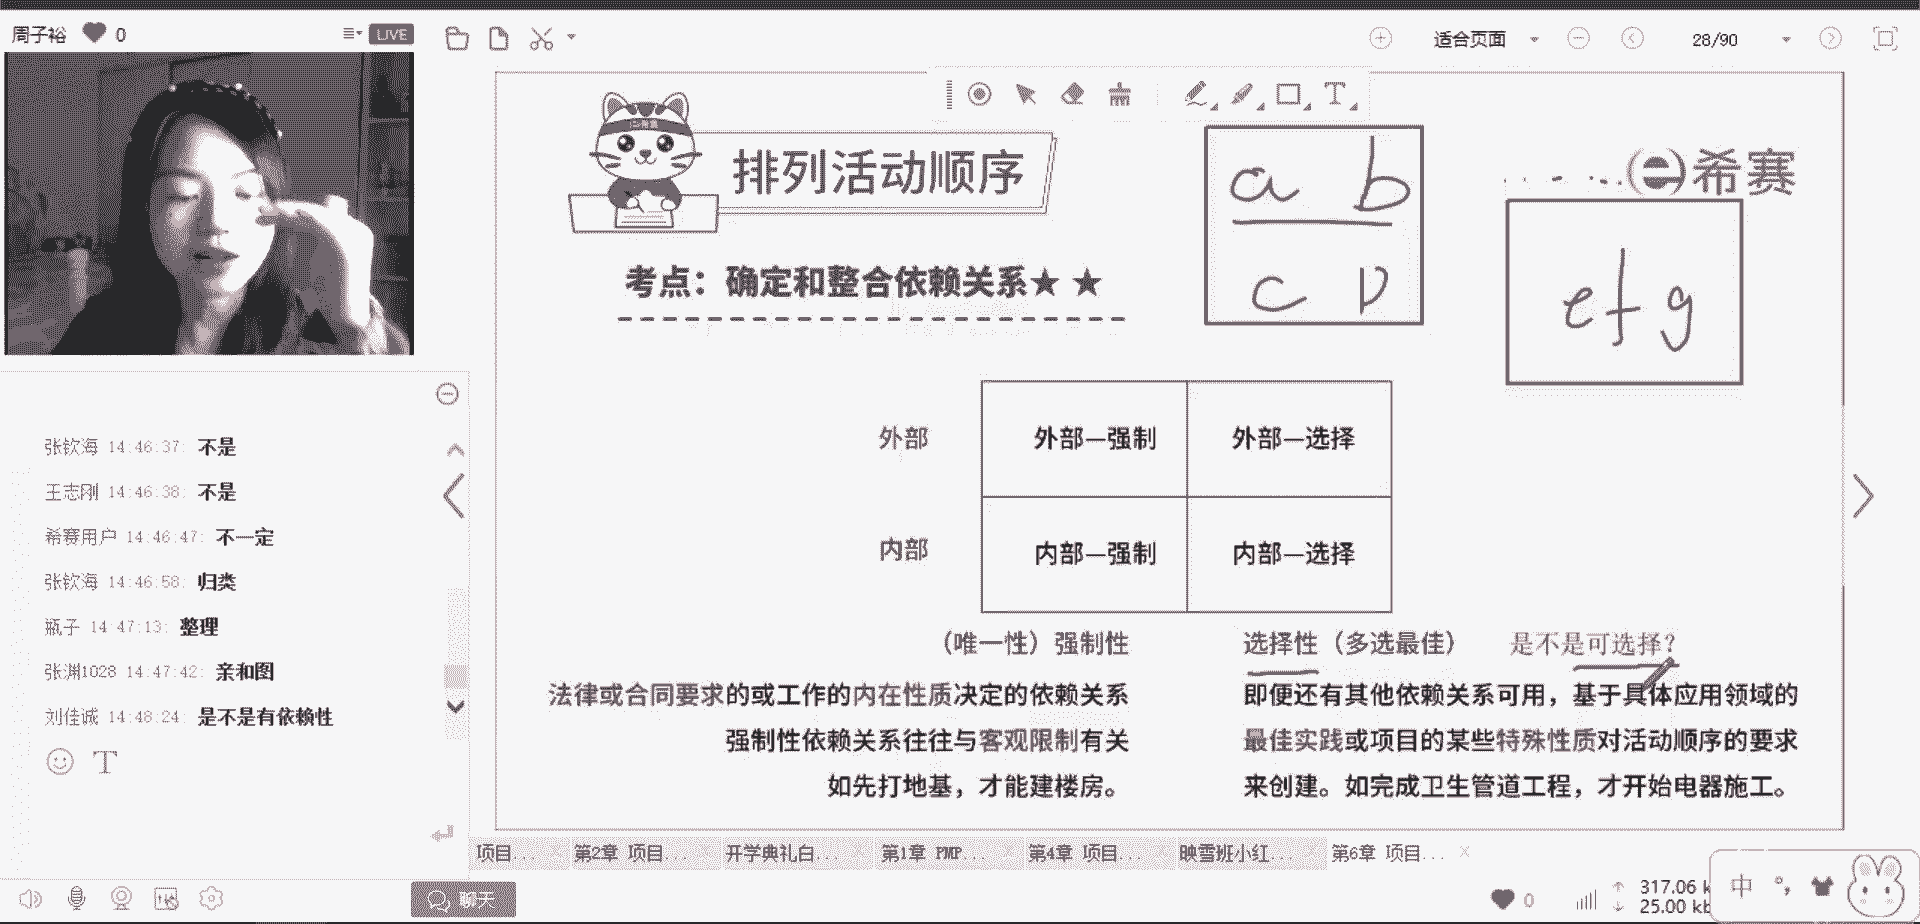 周子裕 0 LIVE
适合页面 28/90
排列活动顺序
a b
c D
希赛
e f g
考点：确定和整合依赖关系★ ★
外部 外部—强制 外部—选择
内部 内部—强制 内部—选择
（唯一性）强制性
法律或合同要求的或工作的内在性质决定的依赖关系
强制性依赖关系往往与客观限制有关
如先打地基，才能建楼房。
选择性（多选最佳） 是不是可选择？
即便还有其他依赖关系可用，基于具体应用领域的
最佳实践或项目的某些特殊性质对活动顺序的要求
来创建。如完成卫生管道工程，才开始电器施工。
张钦海 14:46:37: 不是
王志刚 14:46:38: 不是
希赛用户 14:46:47: 不一定
张钦海 14:46:58: 归类
瓶子 14:47:13: 整理
张渊1028 14:47:42: 亲和图
刘佳诚 14:48:24: 是不是有依赖性
项目... 第2章 项目... 开学典礼白... 第1章 PMP... 第4章 项目... 映雪班小红... 第6章 项目...
聊天
0
317.06 k
25.00 kb
中